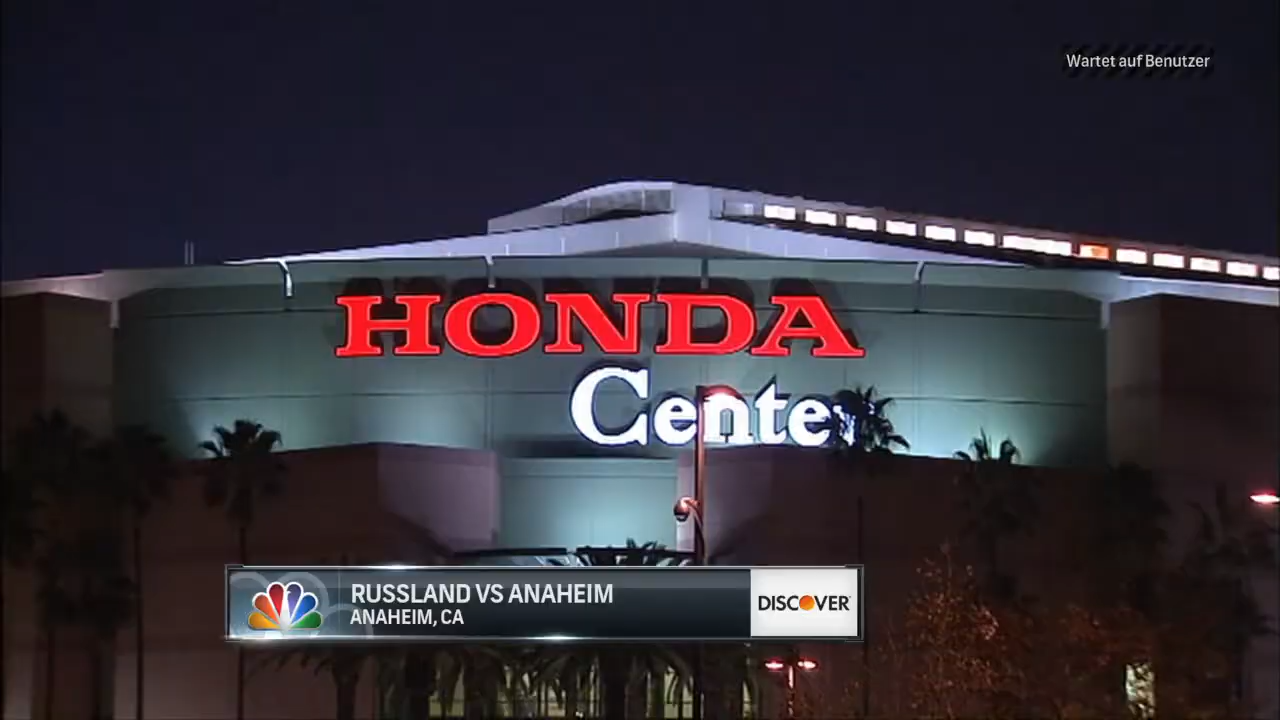 Wartet auf Benutzer
HONDA
Center
RUSSLAND VS ANAHEIM
ANAHEIM, CA
DISCOVER